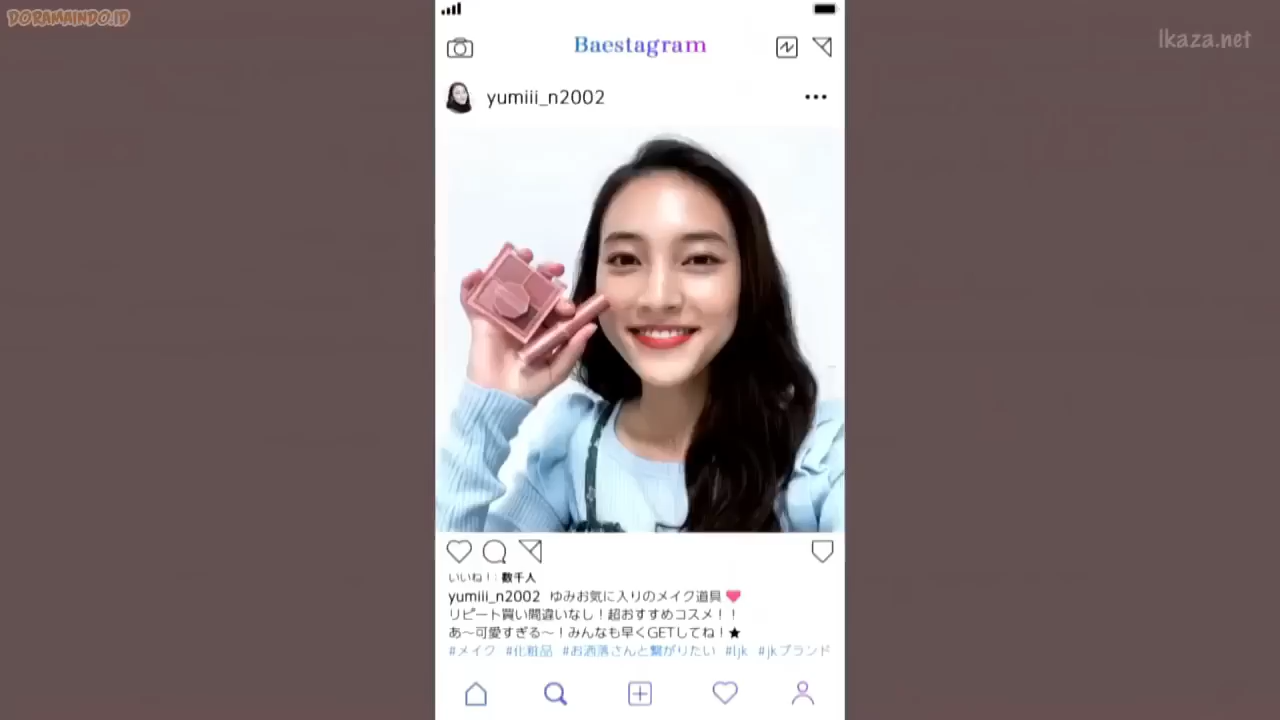 DORAMAINDO.ID
lkaza.net
Baestagram
yumiii_n2002
いいね！: 数千人
yumiii_n2002 ゆみお気に入りのメイク道具❤
リピート買い間違いなし！超おすすめコスメ！！
あ〜可愛すぎる〜！みんなも早くGETしてね！★
#メイク #化粧品 #お洒落さんと繋がりたい #ljk #jkブランド